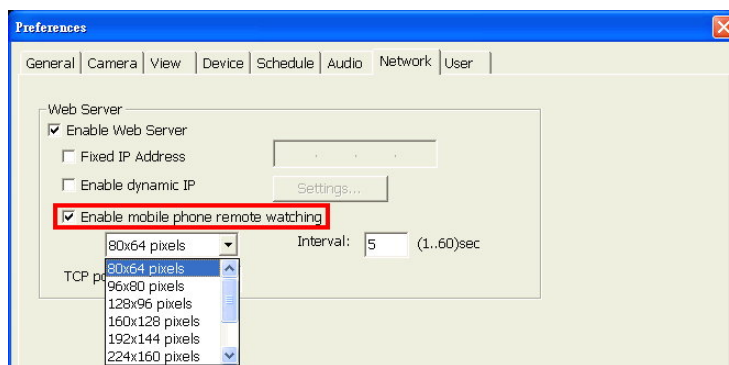 Preferences
General Camera View Device Schedule Audio Network User
Web Server
Enable Web Server
Fixed IP Address
Enable dynamic IP Settings...
Enable mobile phone remote watching
80x64 pixels Interval: 5 (1..60)sec
TCP
80x64 pixels
96x80 pixels
128x96 pixels
160x128 pixels
192x144 pixels
224x160 pixels